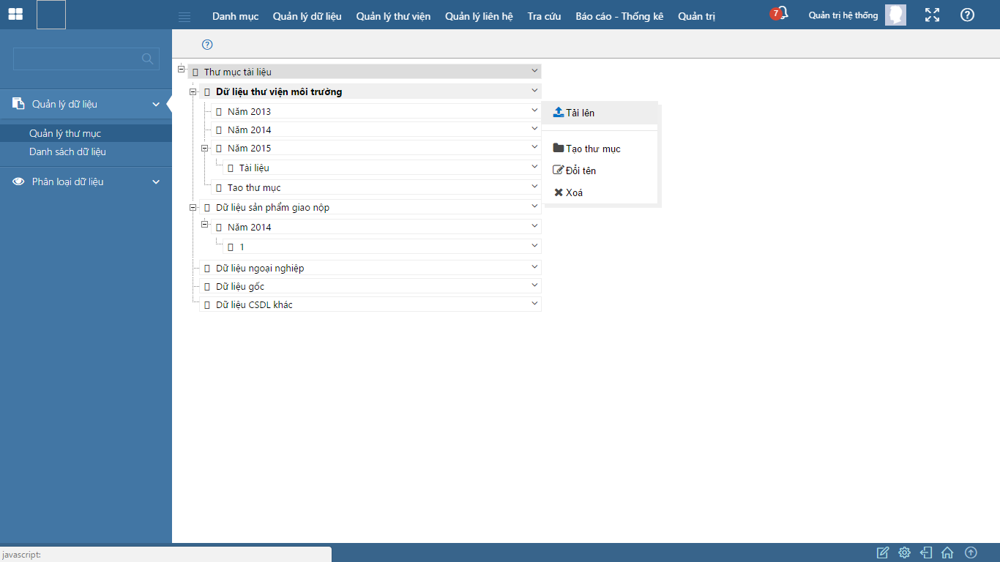 Danh mục Quản lý dữ liệu Quản lý thư viện Quản lý liên hệ Tra cứu Báo cáo - Thống kê Quản trị 7 Quản trị hệ thống
Quản lý dữ liệu
Quản lý thư mục
Danh sách dữ liệu
Phân loại dữ liệu
Thư mục tài liệu
Dữ liệu thư viện môi trường
Năm 2013
Năm 2014
Năm 2015
Tài liệu
Tao thư mục
Dữ liệu sản phẩm giao nộp
Năm 2014
1
Dữ liệu ngoại nghiệp
Dữ liệu gốc
Dữ liệu CSDL khác
Tải lên
Tạo thư mục
Đổi tên
Xoá
javascript: